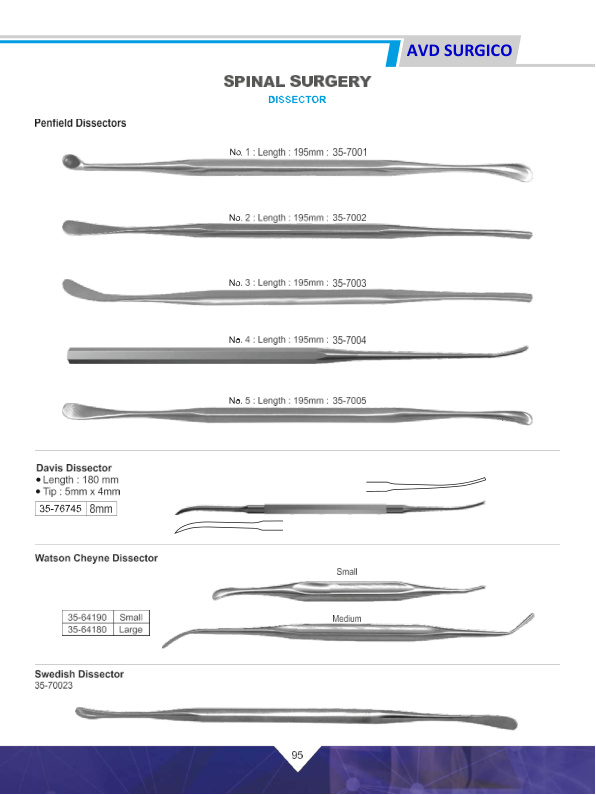 AVD SURGICO
SPINAL SURGERY
DISSECTOR
Penfield Dissectors
No. 1 : Length : 195mm : 35-7001
No. 2 : Length : 195mm : 35-7002
No. 3 : Length : 195mm : 35-7003
No. 4 : Length : 195mm : 35-7004
No. 5 : Length : 195mm : 35-7005
Davis Dissector
• Length : 180 mm
• Tip : 5mm x 4mm
35-76745 8mm
Watson Cheyne Dissector
Small
35-64190 Small
35-64180 Large
Medium
Swedish Dissector
35-70023
95